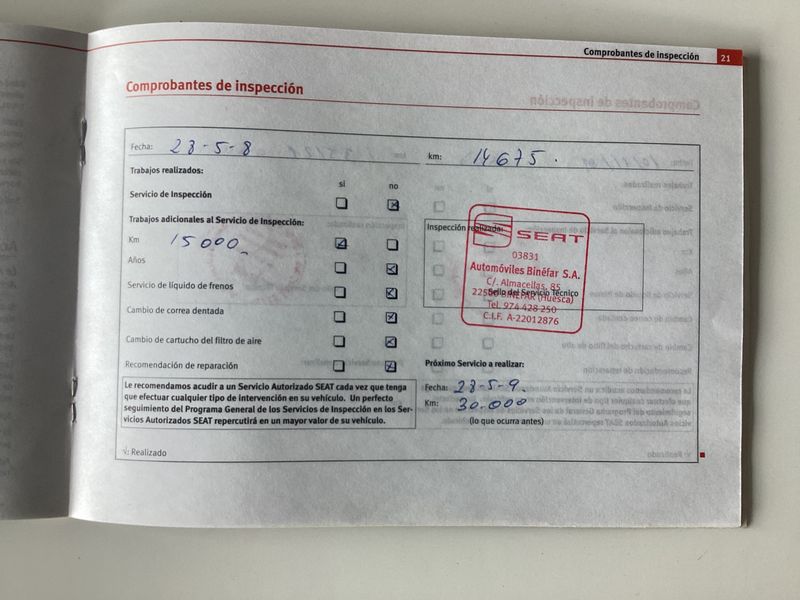 Comprobantes de inspección 21
Comprobantes de inspección
Fecha: 23-5-8 km: 14675.
Trabajos realizados:
si no
Servicio de Inspección
Trabajos adicionales al Servicio de Inspección:
Km 15000
Años
Servicio de líquido de frenos
Cambio de correa dentada
Cambio de cartucho del filtro de aire
Recomendación de reparación
Inspección realizada:
SEAT
03831
Automóviles Binéfar S.A.
C/. Almacellas, 85
Sello del Servicio Técnico
22500 BINEFAR (Huesca)
Tel. 974 428 250
C.I.F. A-22012876
Próximo Servicio a realizar:
Fecha: 23-5-9.
Km: 30.000
(lo que ocurra antes)
Le recomendamos acudir a un Servicio Autorizado SEAT cada vez que tenga
que efectuar cualquier tipo de intervención en su vehículo. Un perfecto
seguimiento del Programa General de los Servicios de Inspección en los Ser-
vicios Autorizados SEAT repercutirá en un mayor valor de su vehículo.
√: Realizado